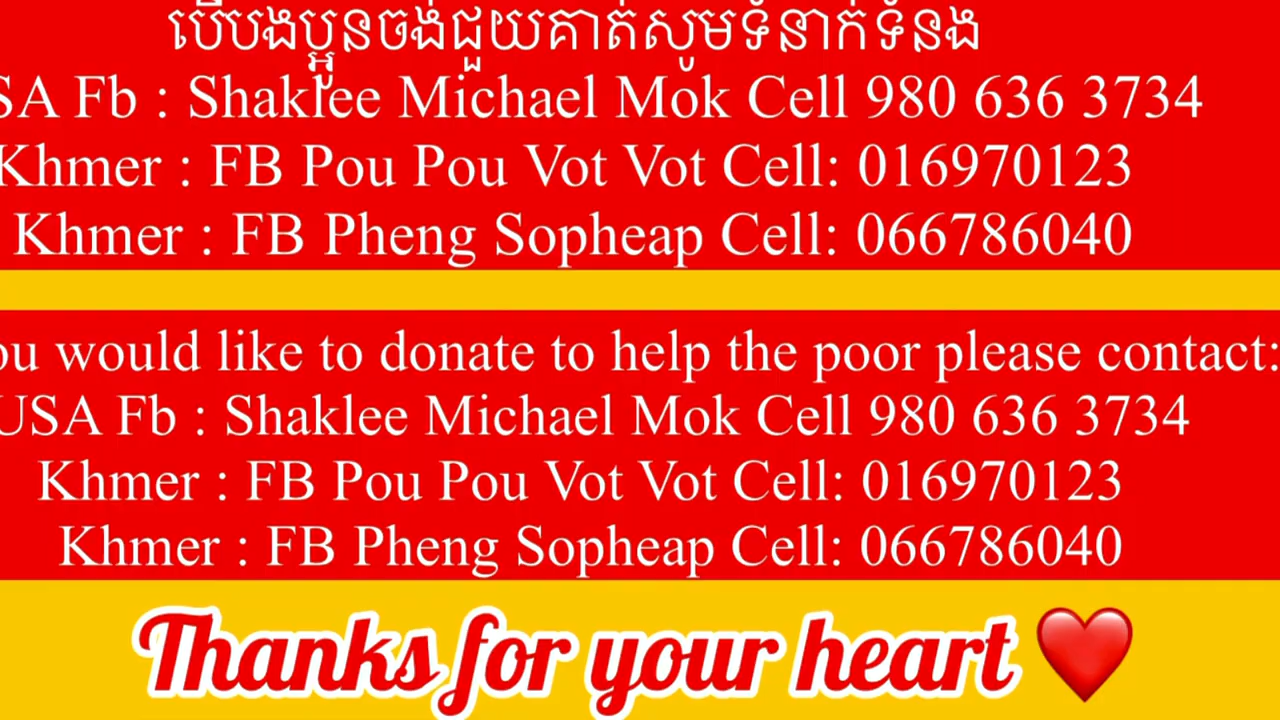 បើបងប្អូនចង់ជួយគាត់សូមទំនាក់ទំនង
SA Fb : Shaklee Michael Mok Cell 980 636 3734
Khmer : FB Pou Pou Vot Vot Cell: 016970123
Khmer : FB Pheng Sopheap Cell: 066786040
ou would like to donate to help the poor please contact:
USA Fb : Shaklee Michael Mok Cell 980 636 3734
Khmer : FB Pou Pou Vot Vot Cell: 016970123
Khmer : FB Pheng Sopheap Cell: 066786040
Thanks for your heart ❤️